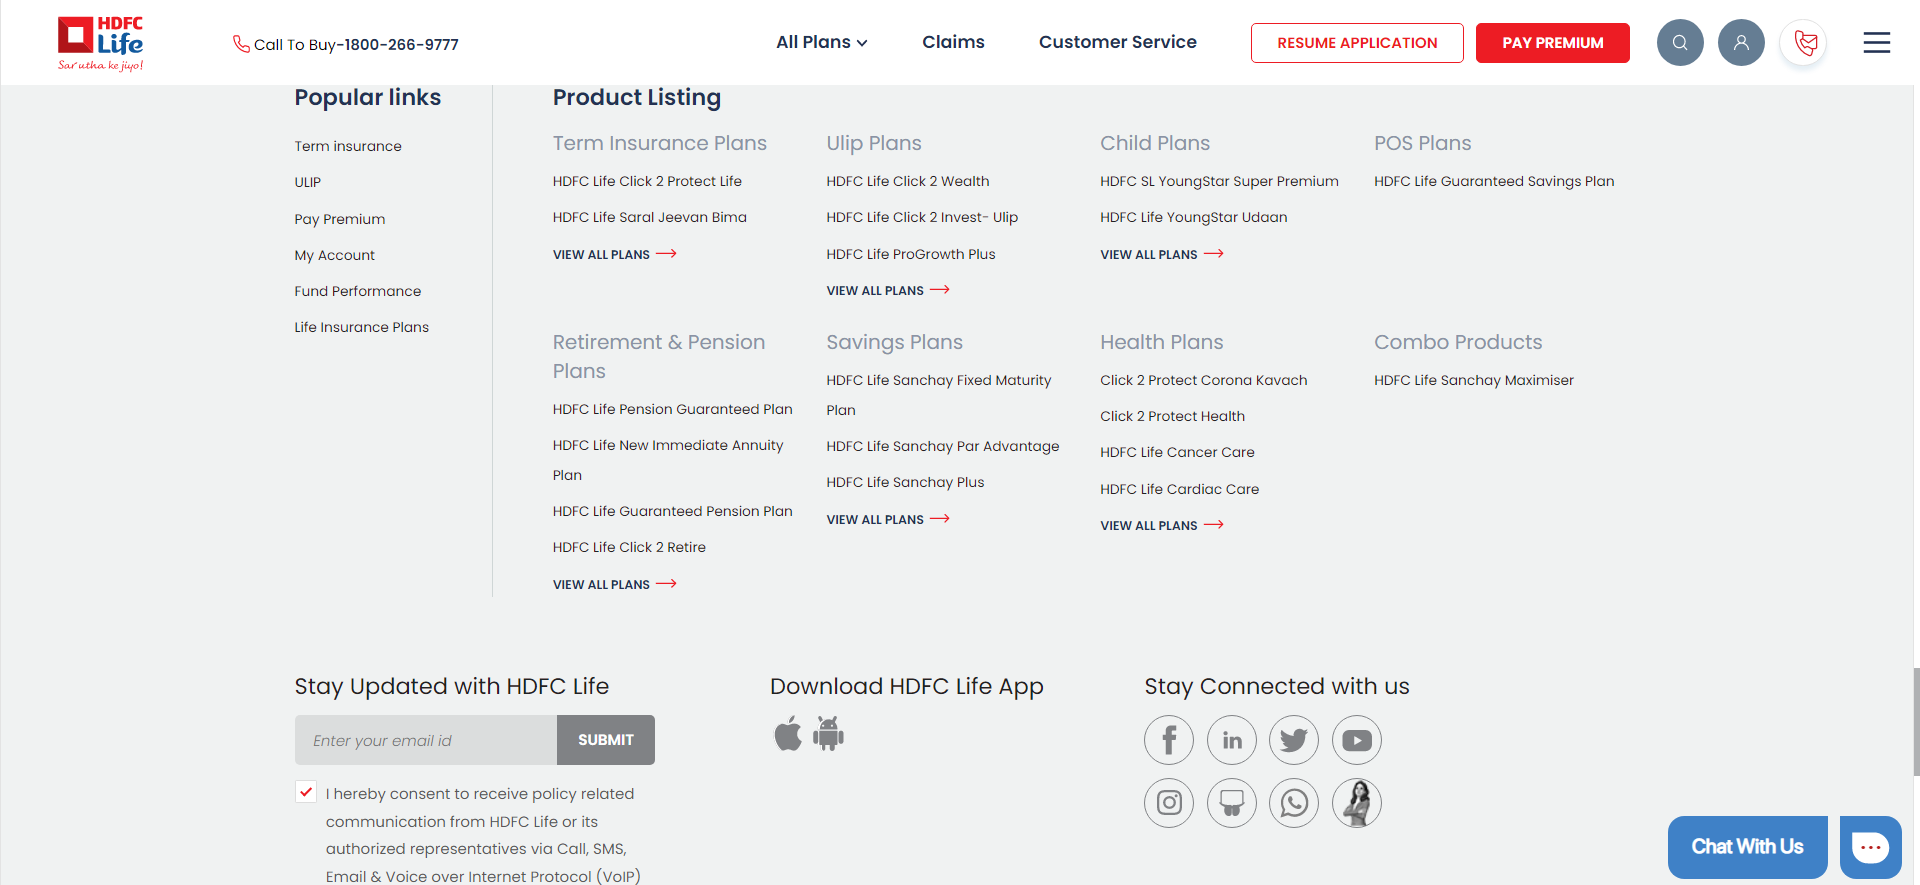 HDFC
Life
Sar utha ke jiyo!
Call To Buy-1800-266-9777
All Plans
Claims
Customer Service
RESUME APPLICATION
PAY PREMIUM
Popular links
Term insurance
ULIP
Pay Premium
My Account
Fund Performance
Life Insurance Plans
Product Listing
Term Insurance Plans
HDFC Life Click 2 Protect Life
HDFC Life Saral Jeevan Bima
VIEW ALL PLANS
Ulip Plans
HDFC Life Click 2 Wealth
HDFC Life Click 2 Invest- Ulip
HDFC Life ProGrowth Plus
VIEW ALL PLANS
Child Plans
HDFC SL YoungStar Super Premium
HDFC Life YoungStar Udaan
VIEW ALL PLANS
POS Plans
HDFC Life Guaranteed Savings Plan
Retirement & Pension
Plans
HDFC Life Pension Guaranteed Plan
HDFC Life New Immediate Annuity
Plan
HDFC Life Guaranteed Pension Plan
HDFC Life Click 2 Retire
VIEW ALL PLANS
Savings Plans
HDFC Life Sanchay Fixed Maturity
Plan
HDFC Life Sanchay Par Advantage
HDFC Life Sanchay Plus
VIEW ALL PLANS
Health Plans
Click 2 Protect Corona Kavach
Click 2 Protect Health
HDFC Life Cancer Care
HDFC Life Cardiac Care
VIEW ALL PLANS
Combo Products
HDFC Life Sanchay Maximiser
Stay Updated with HDFC Life
Enter your email id
SUBMIT
I hereby consent to receive policy related
communication from HDFC Life or its
authorized representatives via Call, SMS,
Email & Voice over Internet Protocol (VoIP)
Download HDFC Life App
Stay Connected with us
Chat With Us